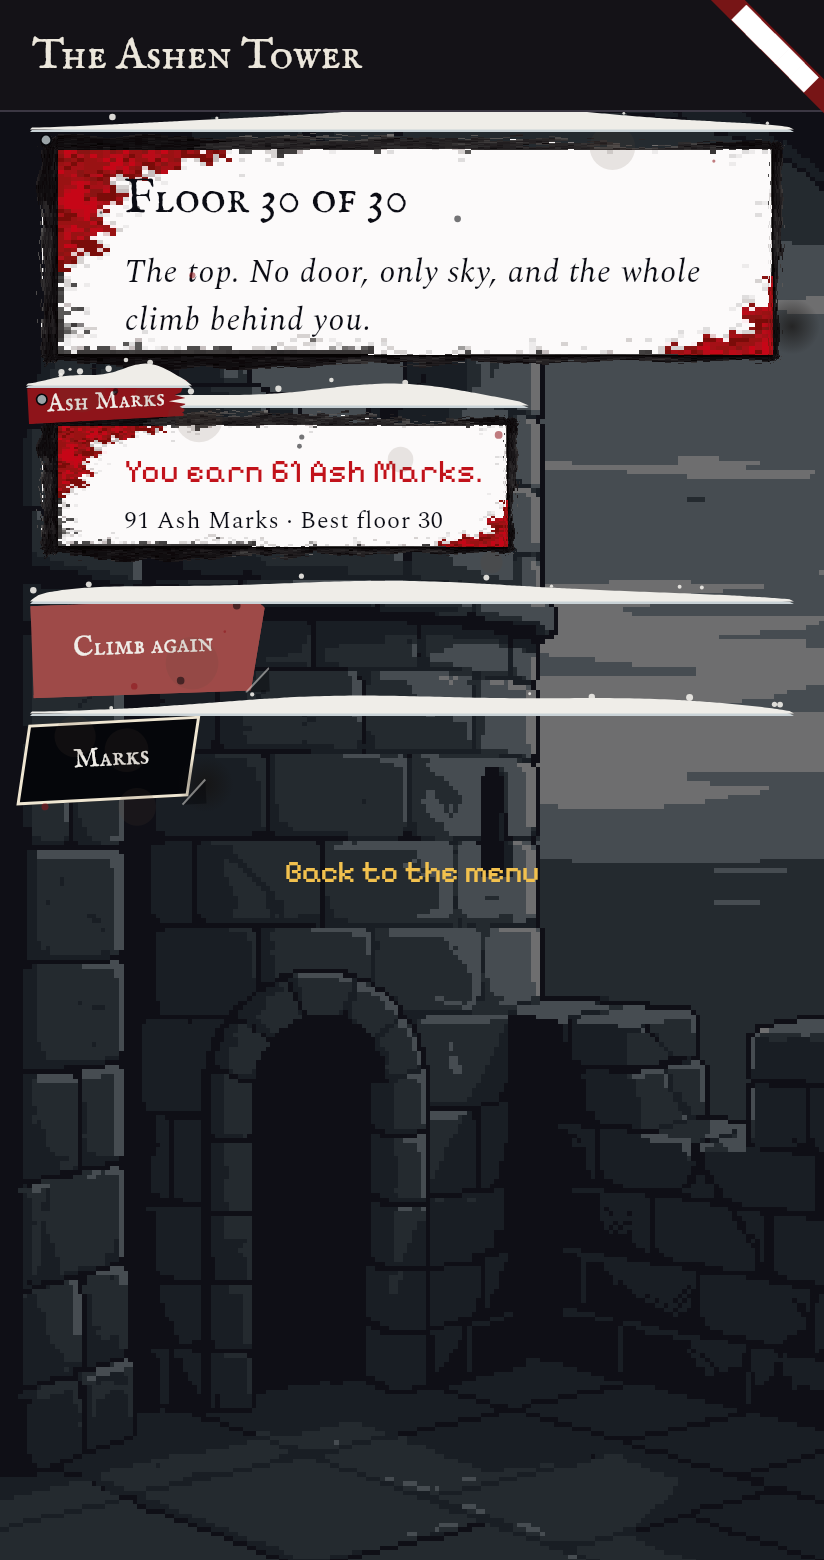 The Ashen Tower
Floor 30 of 30
The top. No door, only sky, and the whole
climb behind you.
Ash Marks
You earn 61 Ash Marks.
91 Ash Marks · Best floor 30
Climb again
Marks
Back to the menu